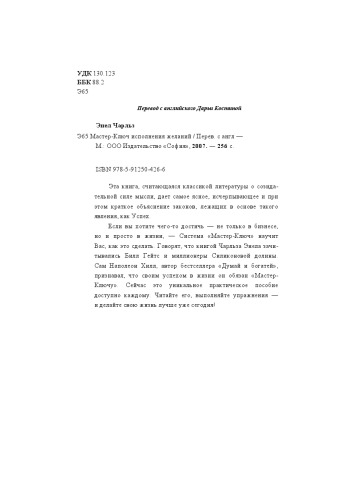 УДК 130.123
ББК 88.2
Э65
Перевод с английского Дарьи Костиной
Энел Чарльз
Э65 Мастер-Ключ исполнения желаний / Перев. с англ —
М.: ООО Издательство «София», 2007. — 256 с.
ISBN 978-5-91250-426-6
Эта книга, считающаяся классикой литературы о созида-
тельной силе мысли, дает самое ясное, исчерпывающее и при
этом краткое объяснение законов, лежащих в основе такого
явления, как Успех.
Если вы хотите чего-то достичь — не только в бизнесе,
но и просто в жизни, — Система «Мастер-Ключ» научит
Вас, как это сделать. Говорят, что книгой Чарльза Энела зачи-
тывались Билл Гейтс и миллионеры Силиконовой долины.
Сам Наполеон Хилл, автор бестселлера «Думай и богатей»,
признавал, что своим успехом в жизни он обязан «Мастер-
Ключу». Сейчас это уникальное практическое пособие
доступно каждому. Читайте его, выполняйте упражнения —
и делайте свою жизнь лучше уже сегодня!